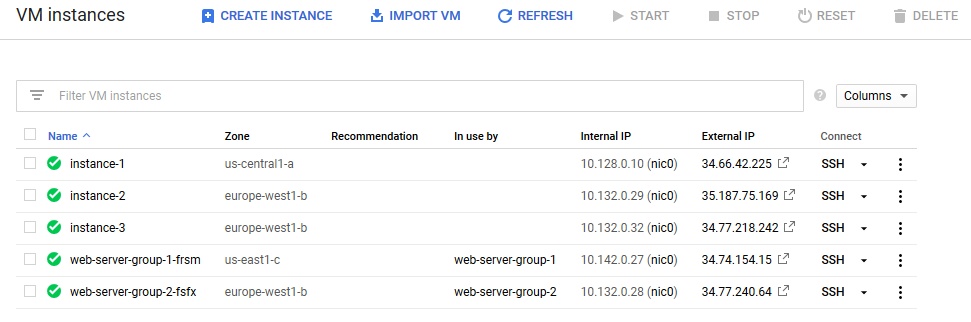 VM instances CREATE INSTANCE IMPORT VM REFRESH START STOP RESET DELETE
Filter VM instances ? Columns
Name Zone Recommendation In use by Internal IP External IP Connect
instance-1 us-central1-a 10.128.0.10 (nic0) 34.66.42.225 SSH
instance-2 europe-west1-b 10.132.0.29 (nic0) 35.187.75.169 SSH
instance-3 europe-west1-b 10.132.0.32 (nic0) 34.77.218.242 SSH
web-server-group-1-frsm us-east1-c web-server-group-1 10.142.0.27 (nic0) 34.74.154.15 SSH
web-server-group-2-fsfx europe-west1-b web-server-group-2 10.132.0.28 (nic0) 34.77.240.64 SSH